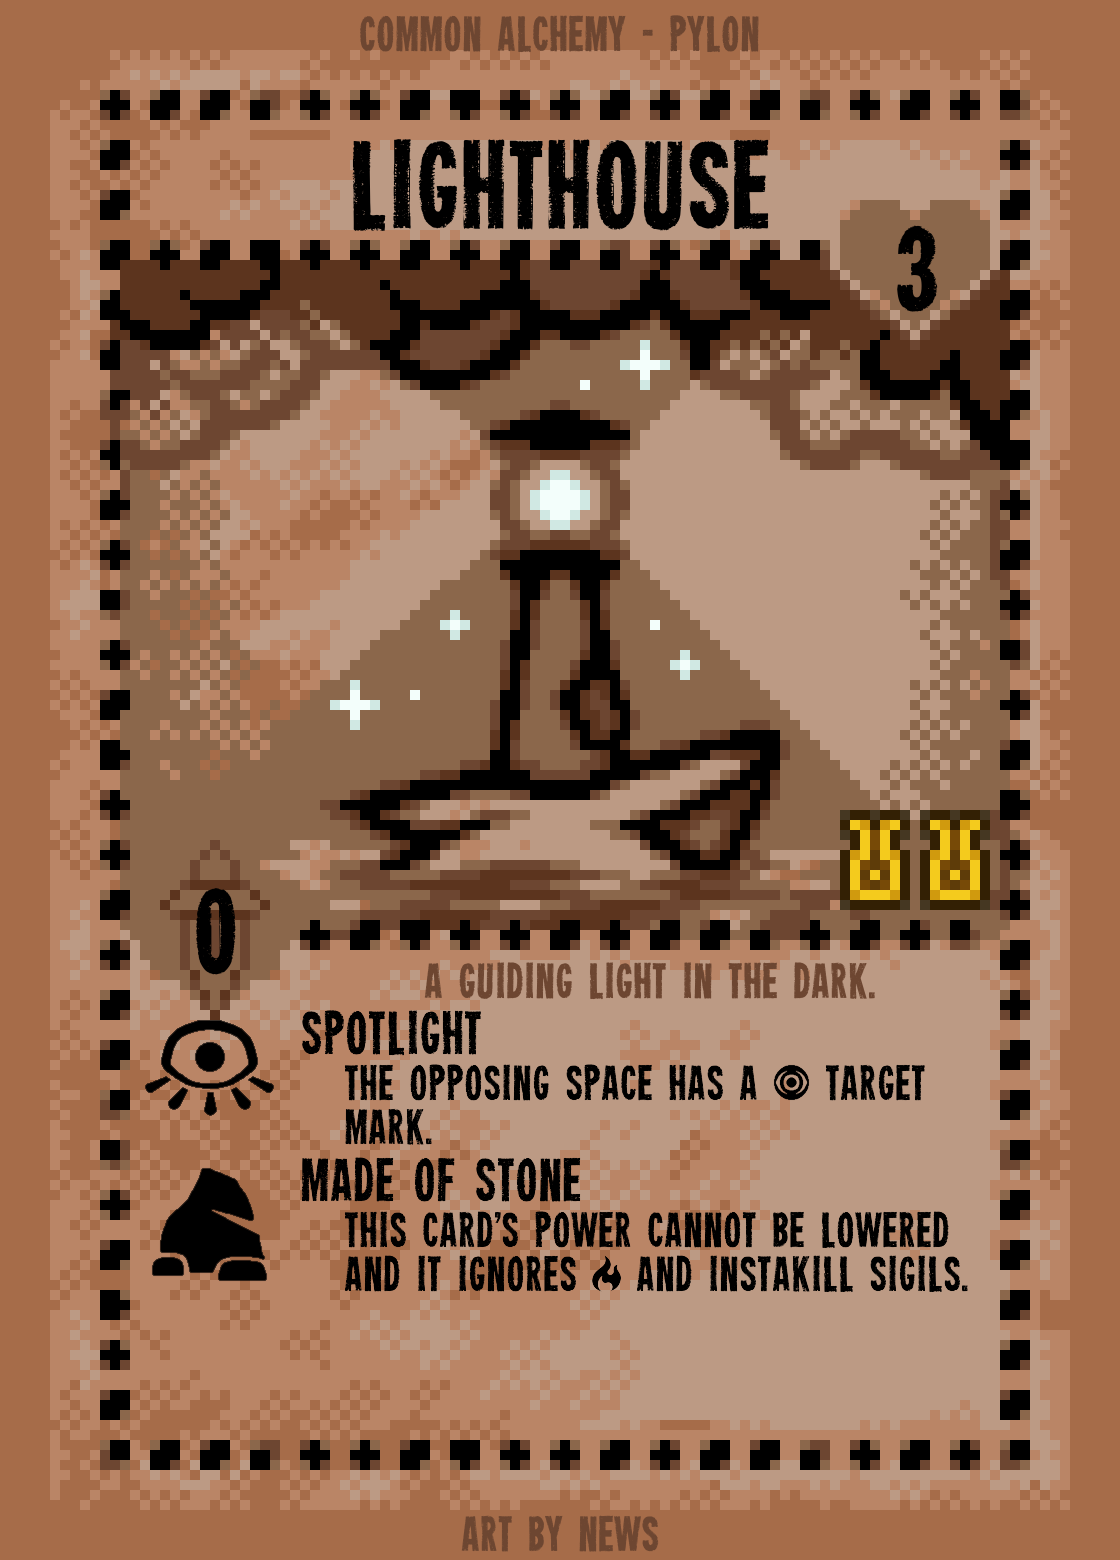 COMMON ALCHEMY - PYLON
LIGHTHOUSE
3
0
A GUIDING LIGHT IN THE DARK.
SPOTLIGHT
THE OPPOSING SPACE HAS A TARGET
MARK.
MADE OF STONE
THIS CARD'S POWER CANNOT BE LOWERED
AND IT IGNORES AND INSTAKILL SIGILS.
ART BY NEWS